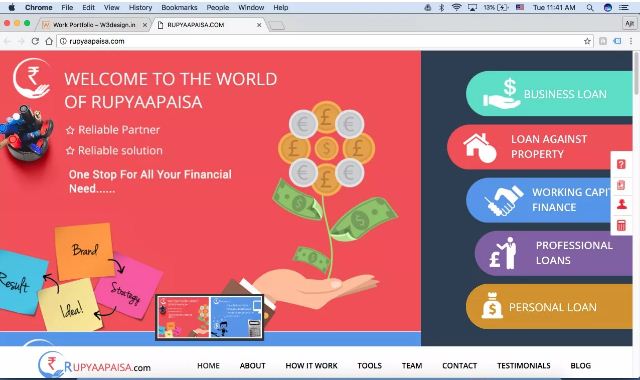 Chrome File Edit View History Bookmarks People Window Help 13% Tue 11:41 AM
Work Portfolio – W3design.in RUPYAAPAISA.COM Ajit
rupyaapaisa.com
WELCOME TO THE WORLD
OF RUPYAAPAISA
Reliable Partner
Reliable solution
One Stop For All Your Financial
Need......
Brand
Result
Idea!
Strategy
BUSINESS LOAN
LOAN AGAINST
PROPERTY
WORKING CAPI
FINANCE
PROFESSIONAL
LOANS
PERSONAL LOAN
RUPYAAPAISA.com HOME ABOUT HOW IT WORK TOOLS TEAM CONTACT TESTIMONIALS BLOG